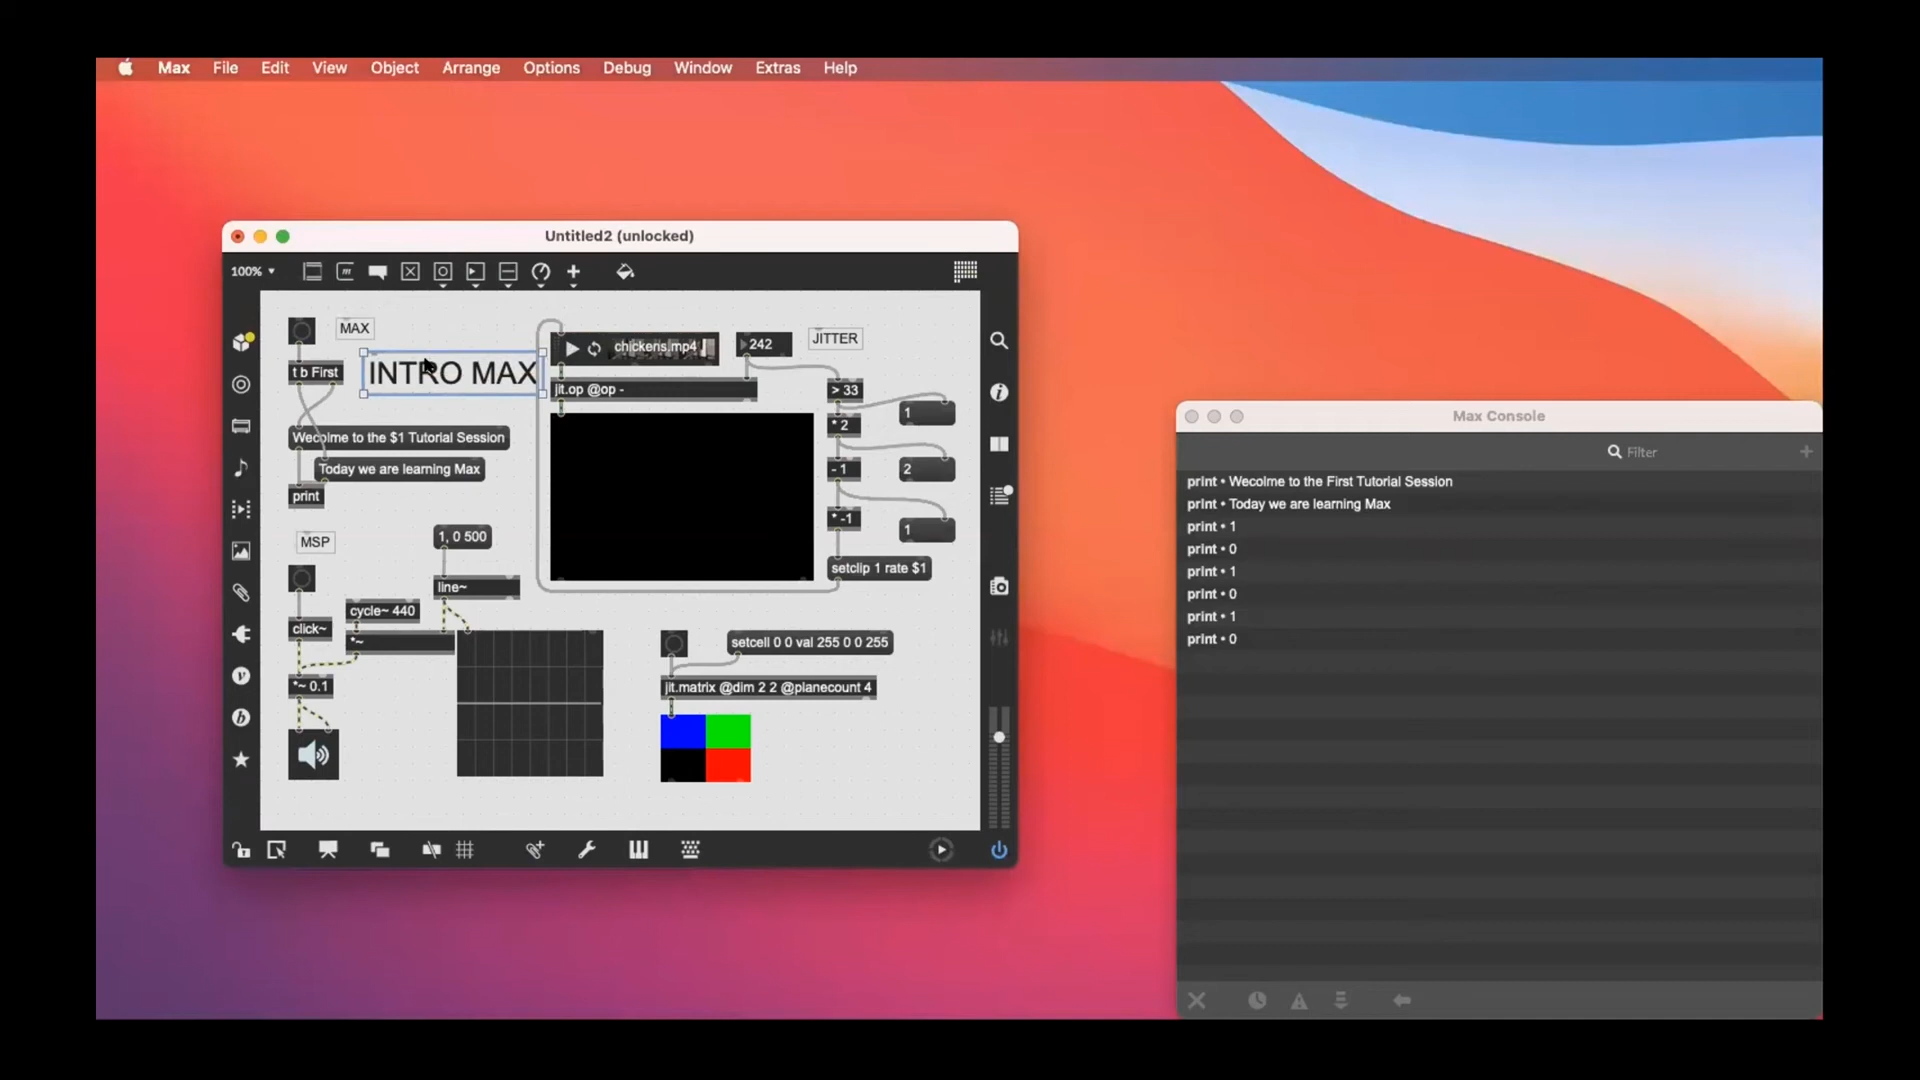 Max File Edit View Object Arrange Options Debug Window Extras Help
Untitled2 (unlocked)
100%
MAX
t b First
INTRO MAX
Wecolme to the $1 Tutorial Session
Today we are learning Max
print
chickens.mp4
242
JITTER
jit.op @op -
> 33
1
* 2
2
- 1
1
* -1
setclip 1 rate $1
MSP
1, 0 500
line~
cycle~ 440
click~
*~
*~ 0.1
setcell 0 0 val 255 0 0 255
jit.matrix @dim 2 2 @planecount 4
Max Console
Filter
print • Wecolme to the First Tutorial Session
print • Today we are learning Max
print • 1
print • 0
print • 1
print • 0
print • 1
print • 0